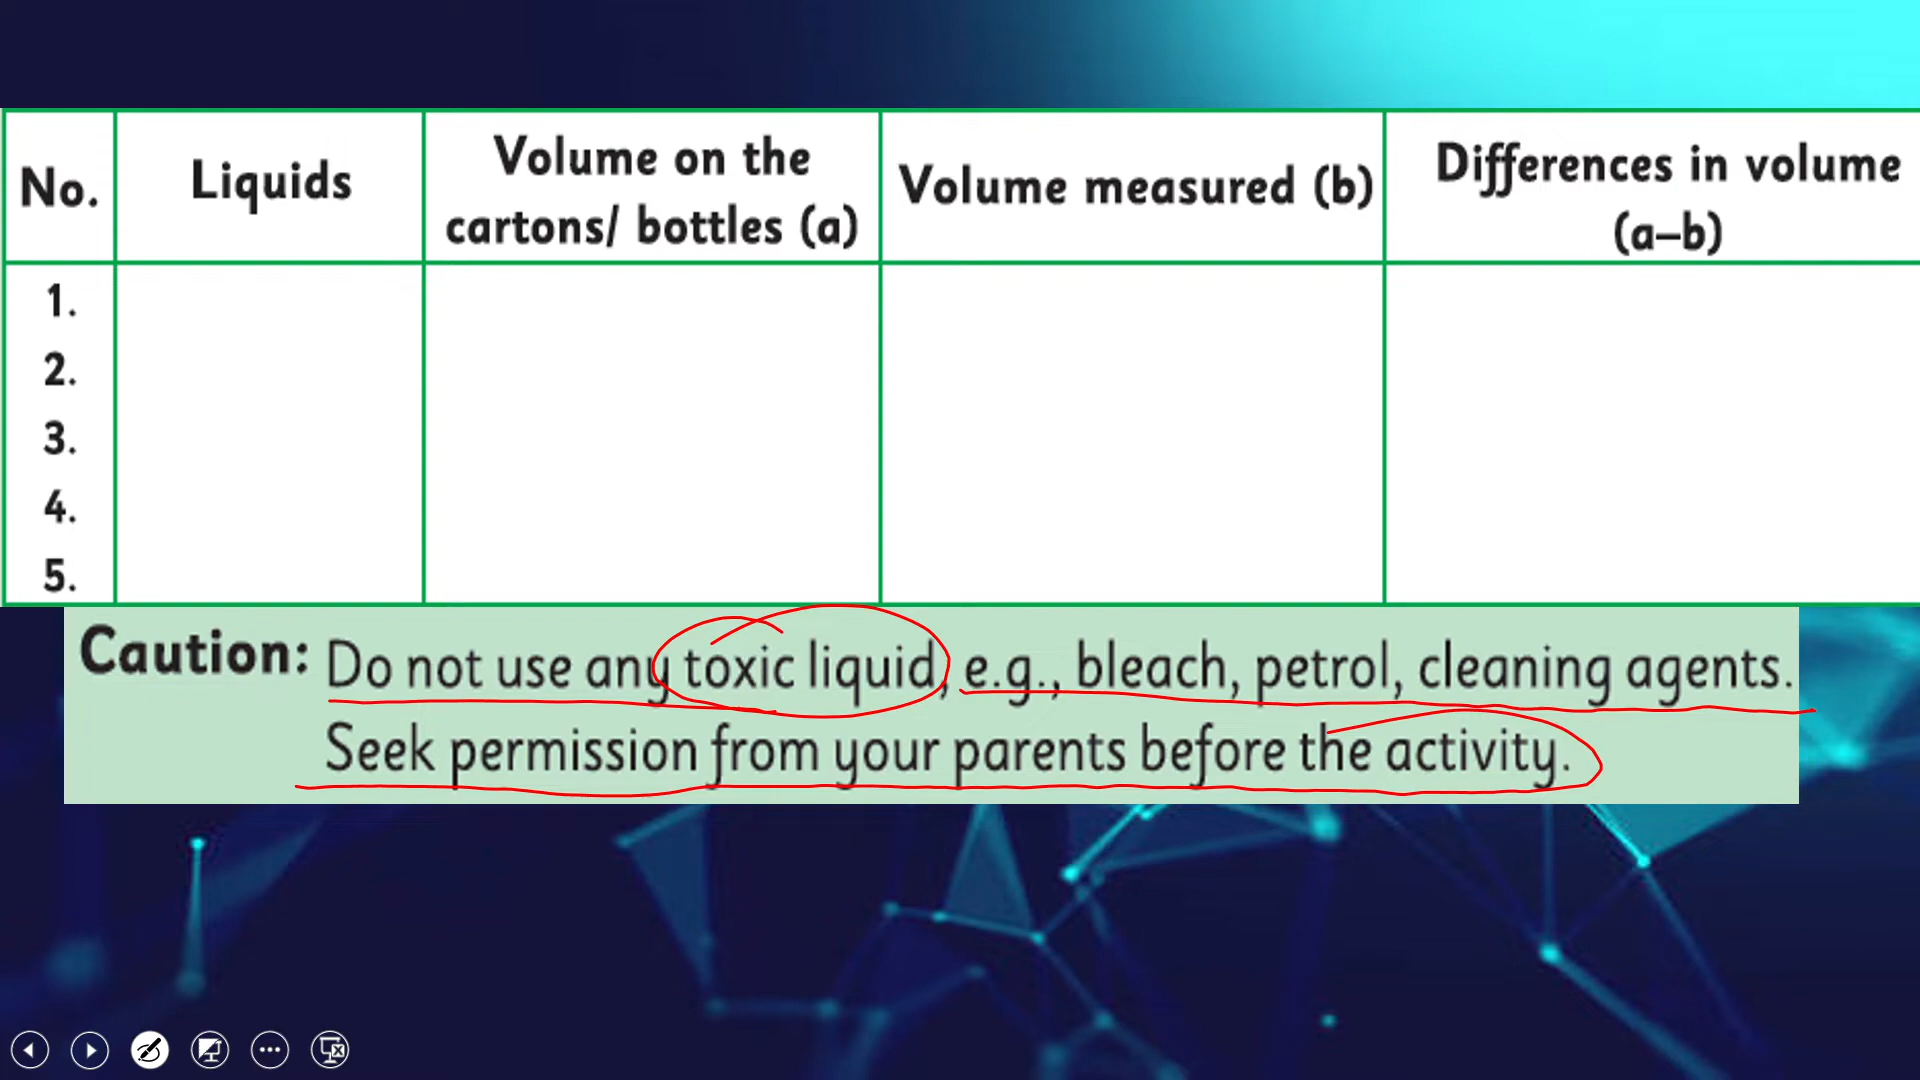 No.
Liquids
Volume on the
cartons/ bottles (a)
Volume measured (b)
Differences in volume
(a–b)
1.
2.
3.
4.
5.
Caution: Do not use any toxic liquid, e.g., bleach, petrol, cleaning agents.
Seek permission from your parents before the activity.